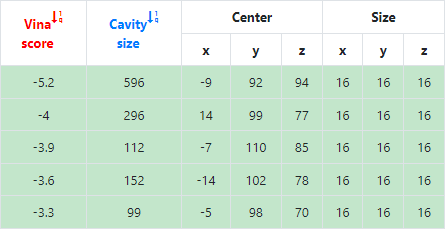 Vina score Cavity size Center Size
x y z x y z
-5.2 596 -9 92 94 16 16 16
-4 296 14 99 77 16 16 16
-3.9 112 -7 110 85 16 16 16
-3.6 152 -14 102 78 16 16 16
-3.3 99 -5 98 70 16 16 16